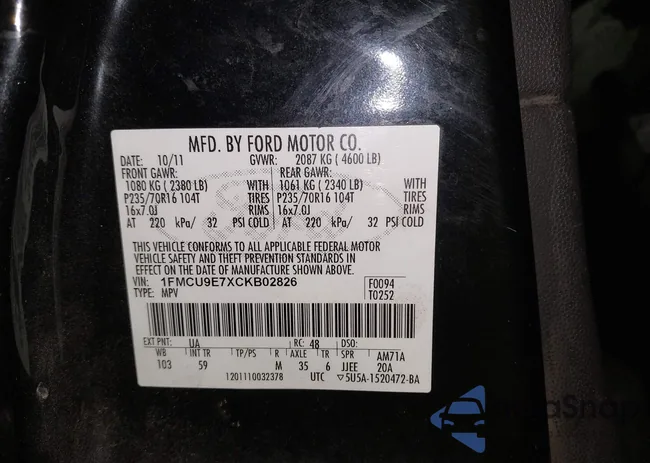 MFD. BY FORD MOTOR CO.
DATE: 10/11 GVWR: 2087 KG ( 4600 LB)
FRONT GAWR: REAR GAWR:
1080 KG ( 2380 LB) WITH 1061 KG ( 2340 LB) WITH
P235/70R16 104T TIRES P235/70R16 104T TIRES
16x7.0J RIMS 16x7.0J RIMS
AT 220 kPa/ 32 PSI COLD AT 220 kPa/ 32 PSI COLD
THIS VEHICLE CONFORMS TO ALL APPLICABLE FEDERAL MOTOR
VEHICLE SAFETY AND THEFT PREVENTION STANDARDS IN
EFFECT ON THE DATE OF MANUFACTURE SHOWN ABOVE.
VIN: 1FMCU9E7XCKB02826 F0094
TYPE: MPV T0252
EXT PNT: UA RC: 4B DSO:
WB INT TR TP/PS R AXLE TR SPR AM71A
103 59 M 35 6 JJEE 20A
1201110032378 UTC ▽5U5A-1520472-BA